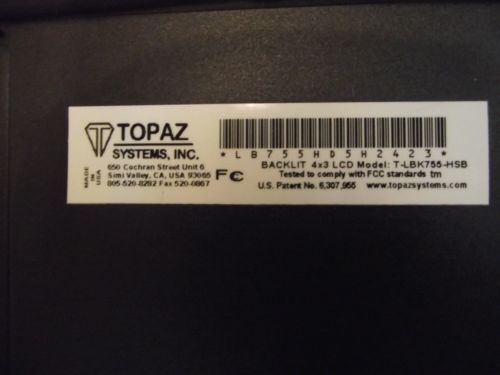 TOPAZ
SYSTEMS, INC.
650 Cochran Street Unit 6
Simi Valley, CA, USA 93065
805-520-8282 Fax 520-0867
MADE
IN
USA
*LB755HD5H2423*
BACKLIT 4x3 LCD Model: T-LBK755-HSB
FC Tested to comply with FCC standards tm
U.S. Patent No. 6,307,955 www.topazsystems.com